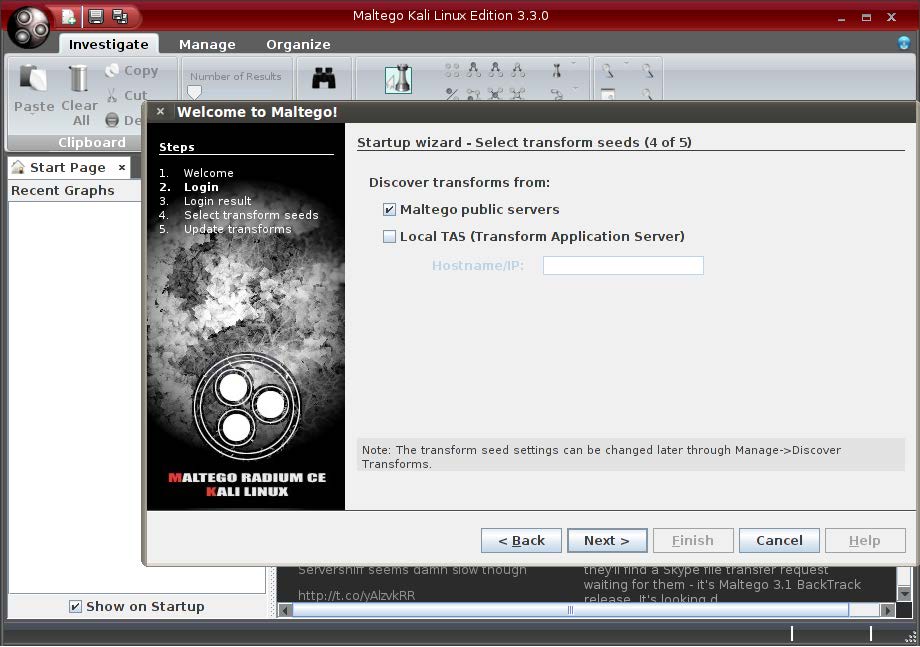 Maltego Kali Linux Edition 3.3.0
Investigate
Manage
Organize
Paste
Clear
All
Copy
Cut
De
Number of Results
Clipboard
Start Page
Recent Graphs
Welcome to Maltego!
Steps
1. Welcome
2. Login
3. Login result
4. Select transform seeds
5. Update transforms
MALTEGO RADIUM CE
KALI LINUX
Startup wizard - Select transform seeds (4 of 5)
Discover transforms from:
Maltego public servers
Local TAS (Transform Application Server)
Hostname/IP:
Note: The transform seed settings can be changed later through Manage->Discover
Transforms.
< Back
Next >
Finish
Cancel
Help
Show on Startup
Servershiff seems damn slow though
http://t.co/yAlzvkRR
they'll find a Skype file transfer request
waiting for them - it's Maltego 3.1 BackTrack
release. It's looking d